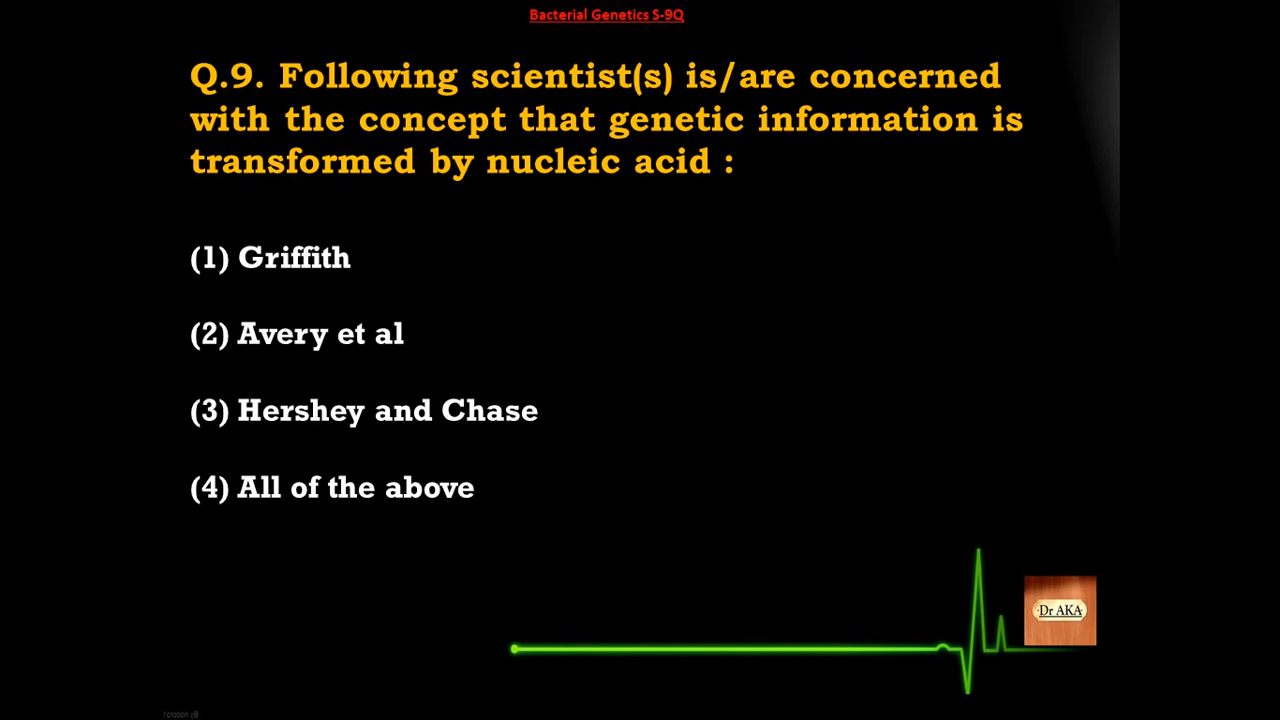 Bacterial Genetics S-9Q
Q.9. Following scientist(s) is/are concerned
with the concept that genetic information is
transformed by nucleic acid :
(1) Griffith
(2) Avery et al
(3) Hershey and Chase
(4) All of the above
Dr AKA